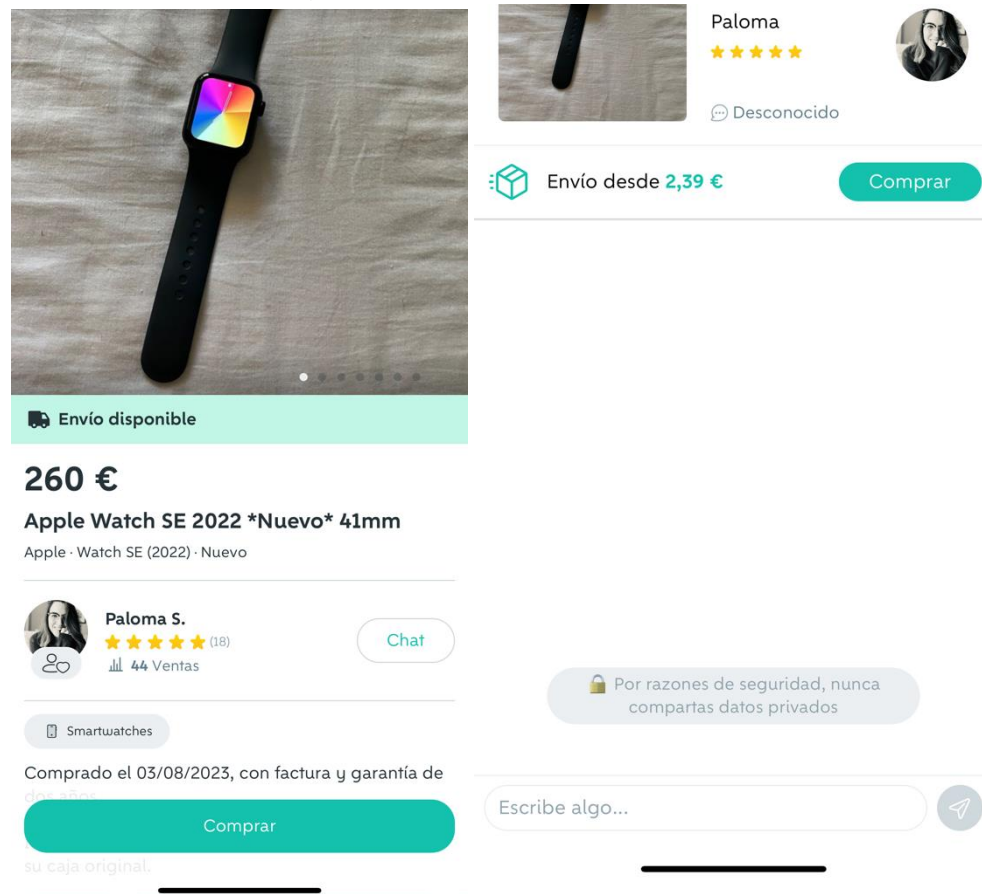 Envío disponible
260 €
Apple Watch SE 2022 *Nuevo* 41mm
Apple · Watch SE (2022) · Nuevo
Paloma S.
(18)
44 Ventas
Chat
Smartwatches
Comprado el 03/08/2023, con factura y garantía de
dos años
Comprar
su caja original.
Paloma
Desconocido
Envío desde 2,39 €
Comprar
Por razones de seguridad, nunca
compartas datos privados
Escribe algo...